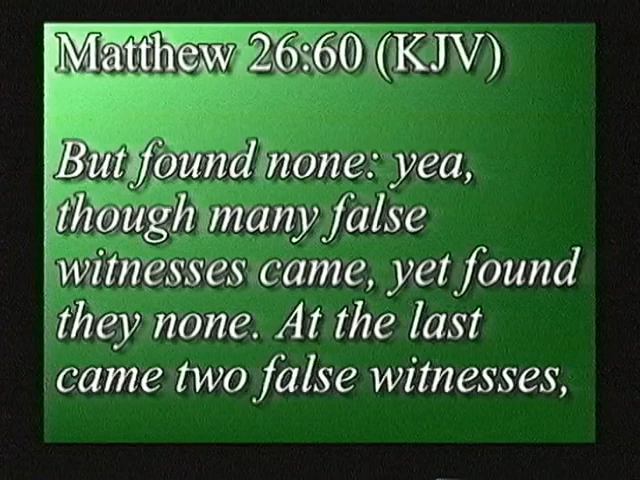 Matthew 26:60 (KJV)
But found none: yea,
though many false
witnesses came, yet found
they none. At the last
came two false witnesses,